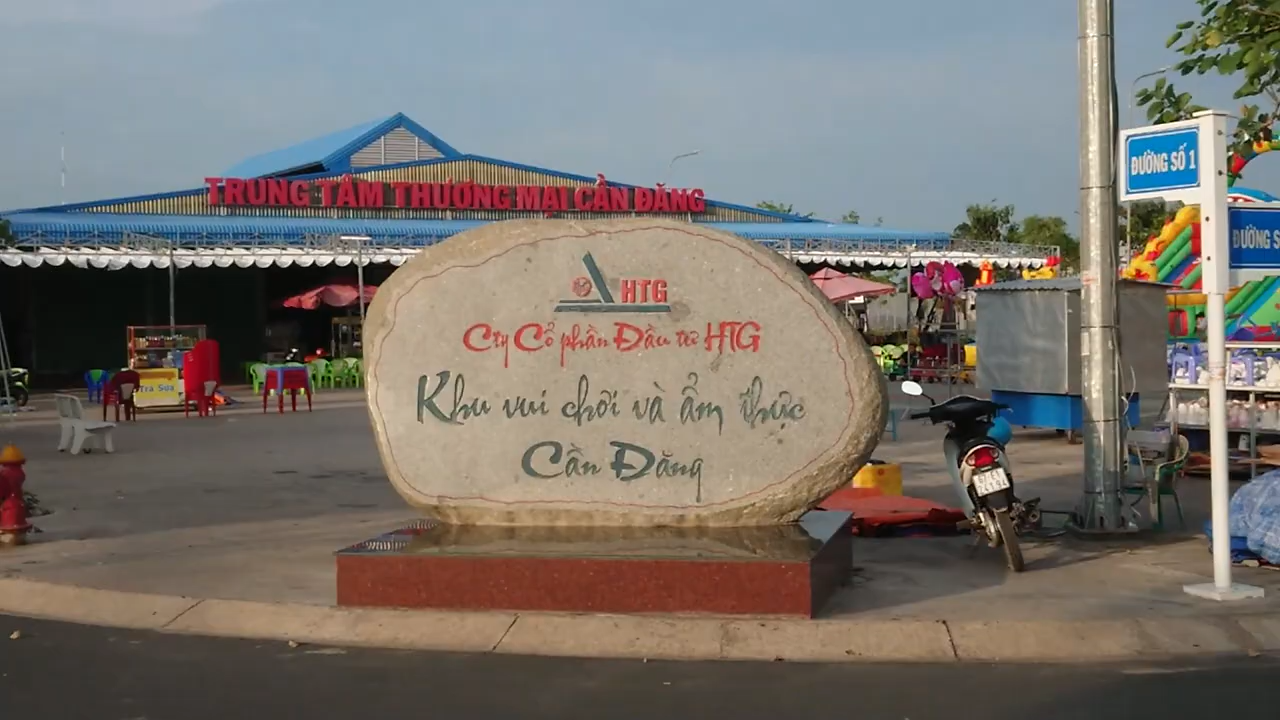 TRUNG TÂM THƯƠNG MẠI CẦN ĐĂNG
ĐƯỜNG SỐ 1
ĐƯỜNG S
HTG
Cty Cổ phần Đầu tư HTG
Khu vui chơi và ẩm thực
Cần Đăng
Trà Sữa